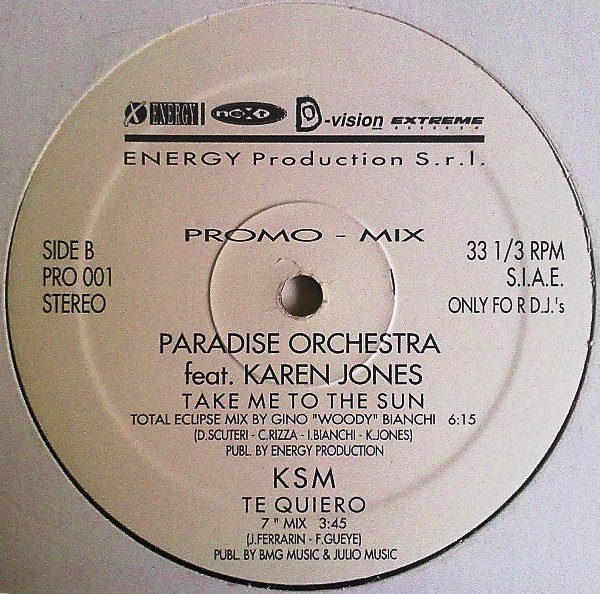 ENERGY next D-vision EXTREME RECORDS
ENERGY Production S.r.l.
PROMO - MIX
SIDE B 33 1/3 RPM
PRO 001 S.I.A.E.
STEREO ONLY FO R D.J.'s
PARADISE ORCHESTRA
feat. KAREN JONES
TAKE ME TO THE SUN
TOTAL ECLIPSE MIX BY GINO "WOODY" BIANCHI 6:15
(D.SCUTERI - C.RIZZA - I.BIANCHI - K.JONES)
PUBL. BY ENERGY PRODUCTION
KSM
TE QUIERO
7 " MIX 3:45
(J.FERRARIN - F.GUEYE)
PUBL. BY BMG MUSIC & JULIO MUSIC